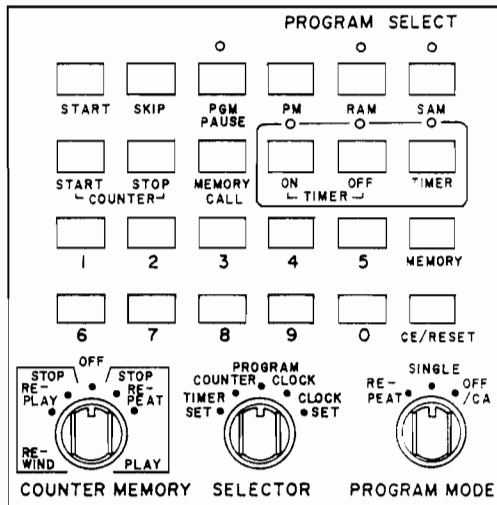 PROGRAM SELECT
START SKIP PGM PAUSE PM RAM SAM
START STOP MEMORY CALL ON OFF TIMER
COUNTER TIMER
1 2 3 4 5 MEMORY
6 7 8 9 0 CE/RESET
STOP OFF STOP
RE-PLAY RE-PEAT
RE-WIND PLAY
COUNTER MEMORY
PROGRAM
COUNTER CLOCK
TIMER SET CLOCK SET
SELECTOR
SINGLE
RE-PEAT OFF /CA
PROGRAM MODE